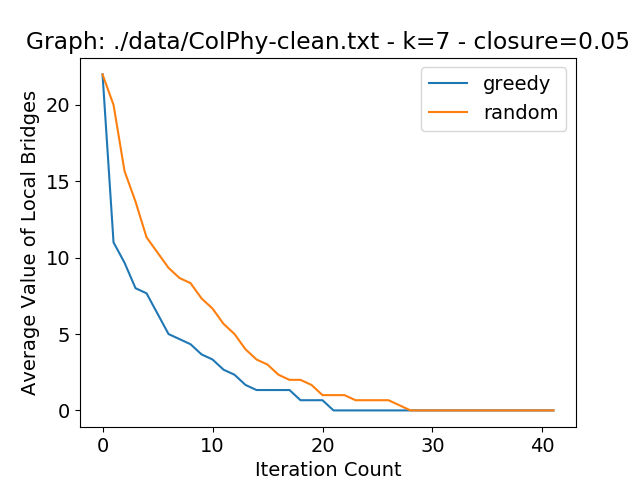 Graph: ./data/ColPhy-clean.txt - k=7 - closure=0.05
greedy
random
Average Value of Local Bridges
20
15
10
5
0
0 10 20 30 40
Iteration Count